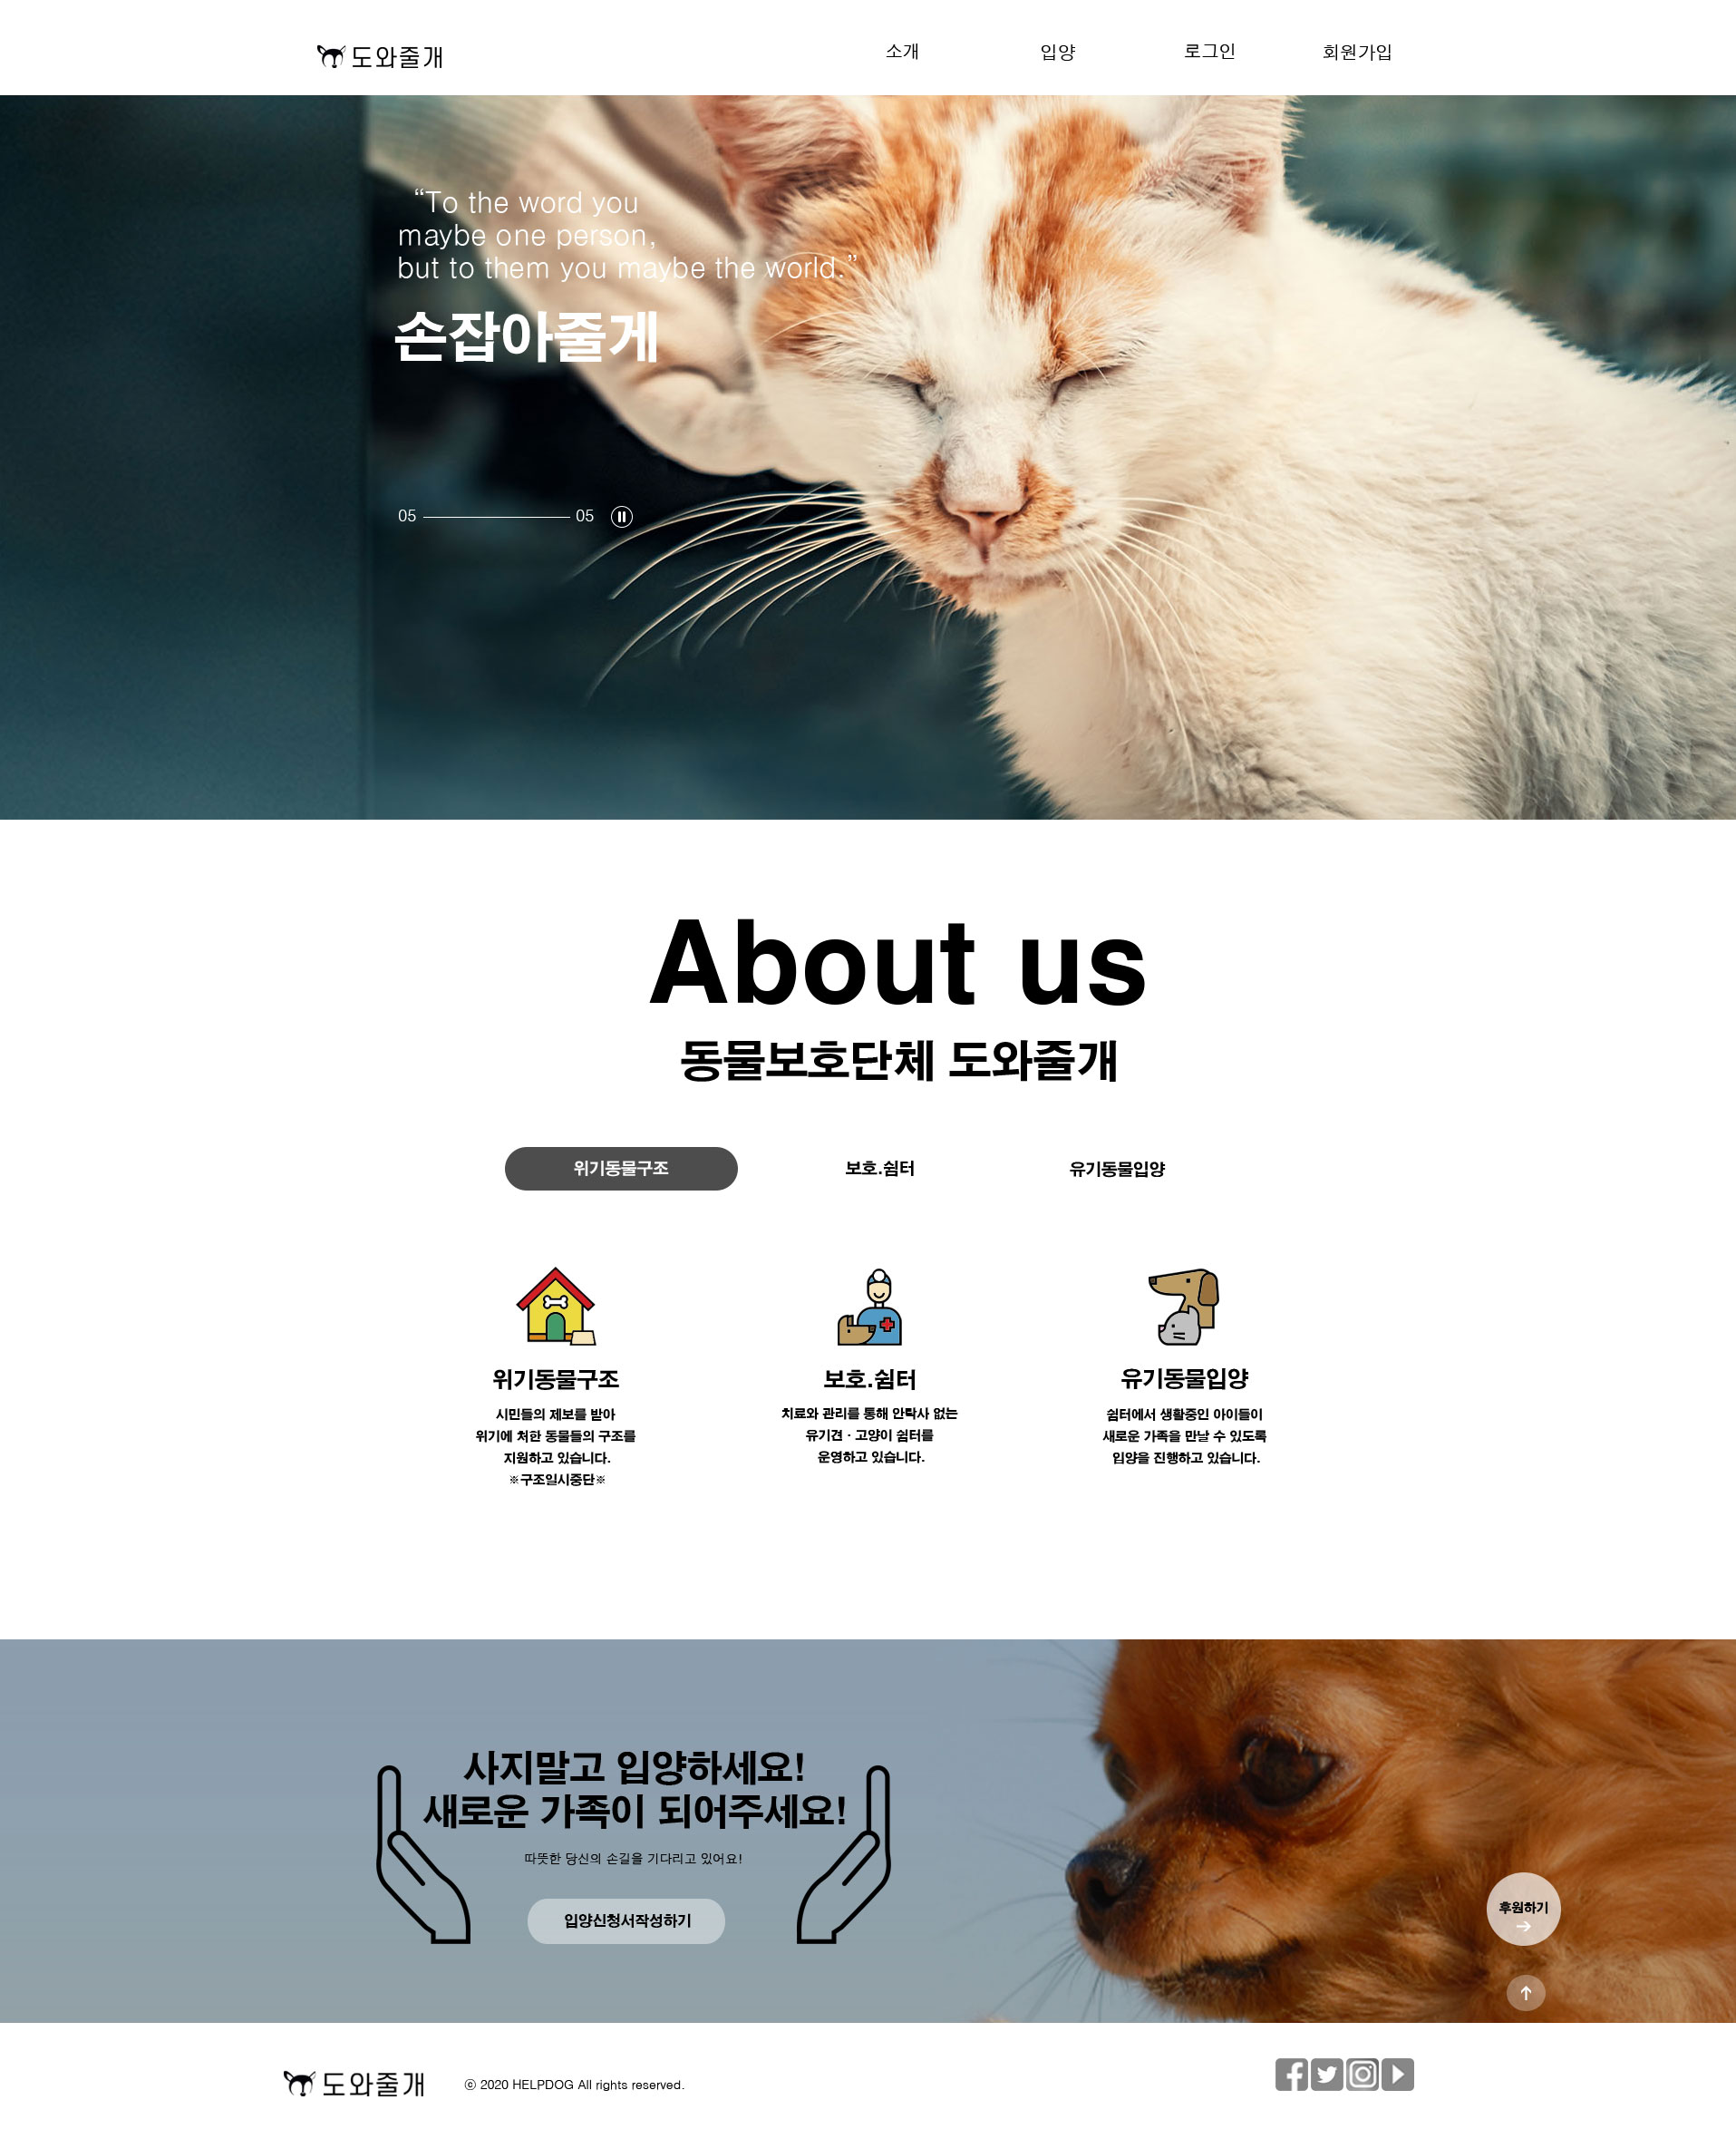 도와줄개
소개
입양
로그인
회원가입
“To the word you
maybe one person,
but to them you maybe the world.”
손잡아줄게
05
05
About us
동물보호단체 도와줄개
위기동물구조
보호.쉼터
유기동물입양
위기동물구조
시민들의 제보를 받아
위기에 처한 동물들의 구조를
지원하고 있습니다.
※구조일시중단※
보호.쉼터
치료와 관리를 통해 안락사 없는
유기견 · 고양이 쉼터를
운영하고 있습니다.
유기동물입양
쉼터에서 생활중인 아이들이
새로운 가족을 만날 수 있도록
입양을 진행하고 있습니다.
사지말고 입양하세요!
새로운 가족이 되어주세요!
따뜻한 당신의 손길을 기다리고 있어요!
입양신청서작성하기
후원하기
도와줄개
ⓒ 2020 HELPDOG All rights reserved.